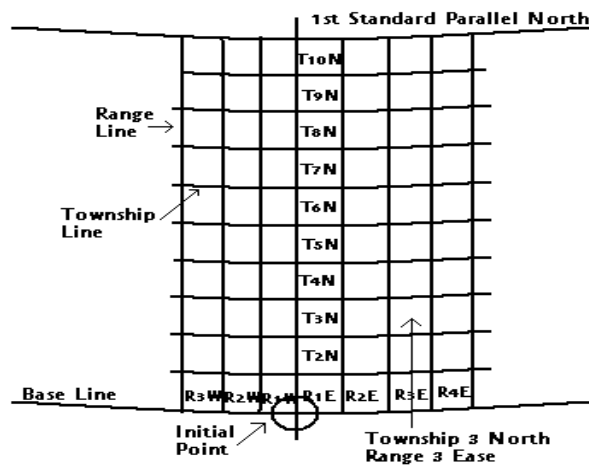 1st Standard Parallel North
T10N
T9N
Range
Line
T8N
T7N
Township
Line
T6N
T5N
T4N
T3N
T2N
Base Line
R3W R2W R1W R1E R2E R3E R4E
Initial
Point
Township 3 North
Range 3 Ease